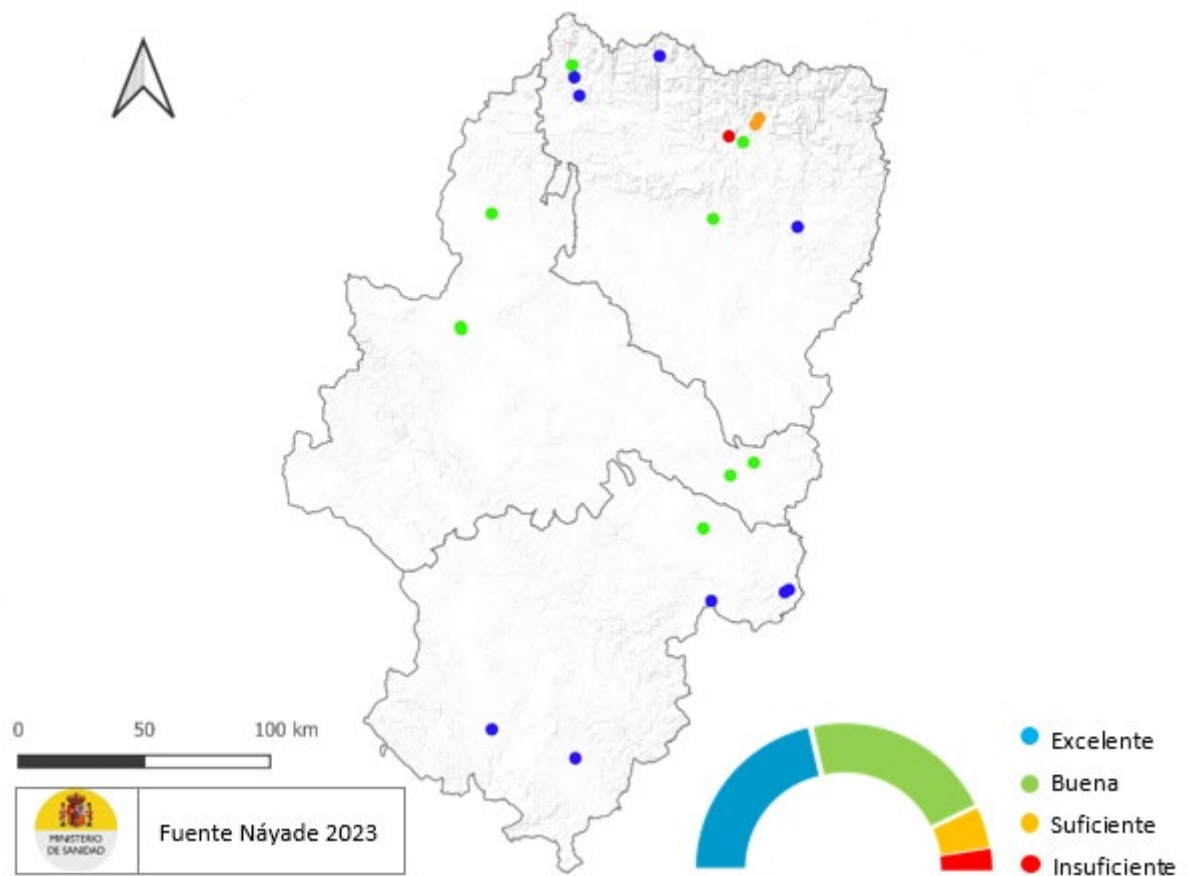 0 50 100 km
MINISTERIO
DE SANIDAD
Fuente Náyade 2023
Excelente
Buena
Suficiente
Insuficiente